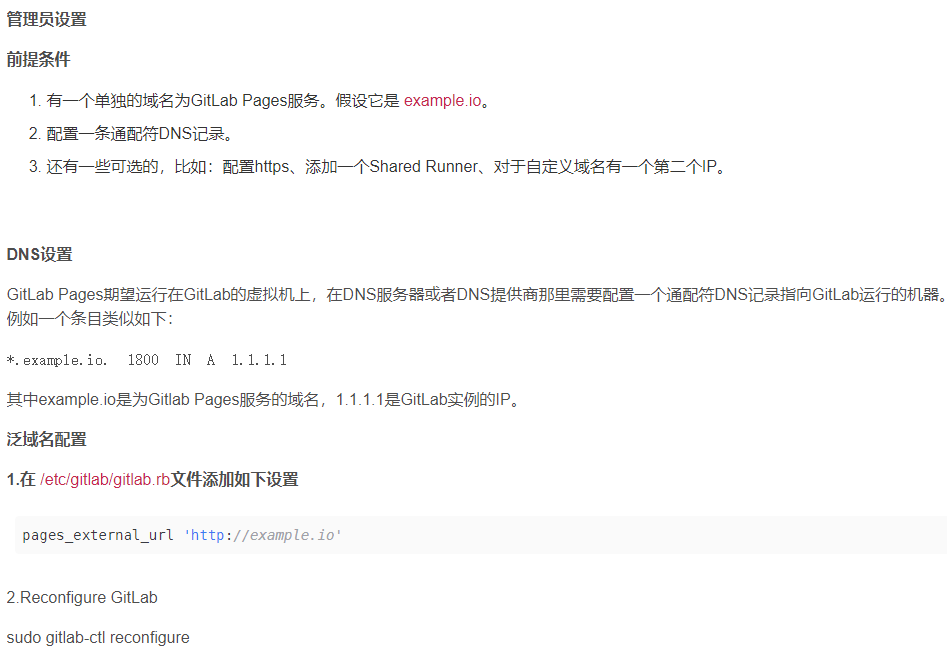 管理员设置
前提条件
1. 有一个单独的域名为GitLab Pages服务。假设它是 example.io。
2. 配置一条通配符DNS记录。
3. 还有一些可选的，比如：配置https、添加一个Shared Runner、对于自定义域名有一个第二个IP。
DNS设置
GitLab Pages期望运行在GitLab的虚拟机上，在DNS服务器或者DNS提供商那里需要配置一个通配符DNS记录指向GitLab运行的机器。
例如一个条目类似如下：
*.example.io. 1800 IN A 1.1.1.1
其中example.io是为Gitlab Pages服务的域名，1.1.1.1是GitLab实例的IP。
泛域名配置
1.在 /etc/gitlab/gitlab.rb文件添加如下设置
pages_external_url 'http://example.io'
2.Reconfigure GitLab
sudo gitlab-ctl reconfigure